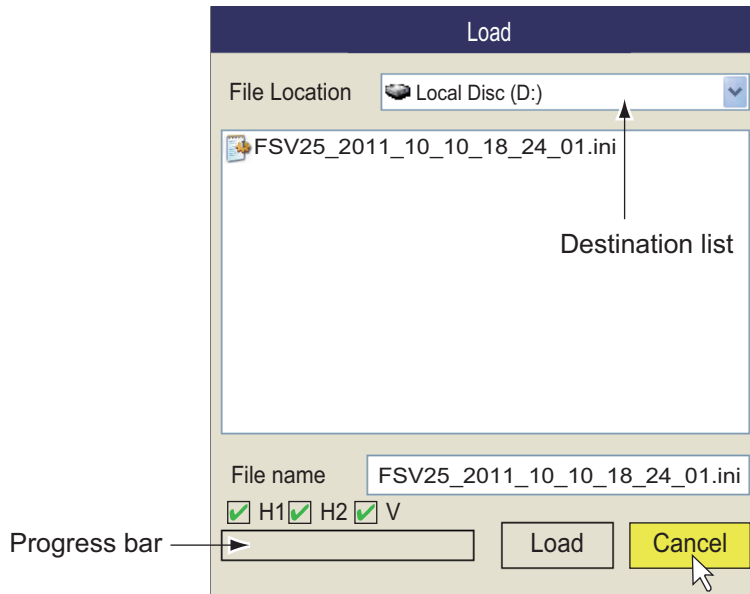 Load
File Location Local Disc (D:)
FSV25_2011_10_10_18_24_01.ini
Destination list
File name FSV25_2011_10_10_18_24_01.ini
H1 H2 V
Progress bar Load Cancel